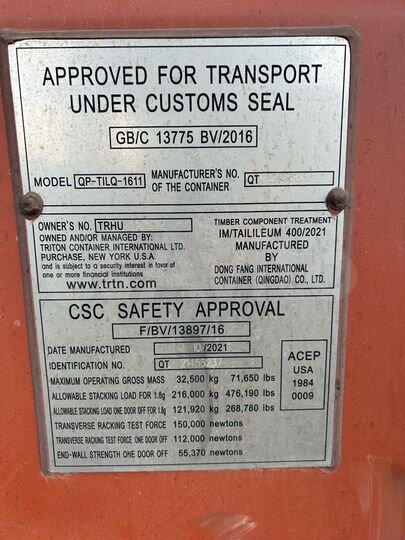 APPROVED FOR TRANSPORT
UNDER CUSTOMS SEAL
GB/C 13775 BV/2016
MODEL QP-TILQ-1611
MANUFACTURER'S NO.
OF THE CONTAINER QT
OWNER'S NO. TRHU
OWNED AND/OR MANAGED BY:
TRITON CONTAINER INTERNATIONAL LTD.
PURCHASE, NEW YORK U.S.A
and is subject to a security interest in favor of
one or more financial institutions
www.trtn.com
TIMBER COMPONENT TREATMENT
IM/TAILILEUM 400/2021
MANUFACTURED
BY
DONG FANG INTERNATIONAL
CONTAINER (QINGDAO) CO., LTD.
CSC SAFETY APPROVAL
F/BV/13897/16
DATE MANUFACTURED 10/2021
IDENTIFICATION NO. QT
MAXIMUM OPERATING GROSS MASS 32,500 kg 71,650 lbs
ALLOWABLE STACKING LOAD FOR 1.8g 216,000 kg 476,190 lbs
ALLOWABLE STACKING LOAD ONE DOOR OFF FOR 1.8g 121,920 kg 268,780 lbs
TRANSVERSE RACKING TEST FORCE 150,000 newtons
TRANSVERSE RACKING TEST FORCE ONE DOOR OFF 112,000 newtons
END-WALL STRENGTH ONE DOOR OFF 55,370 newtons
ACEP
USA
1984
0009